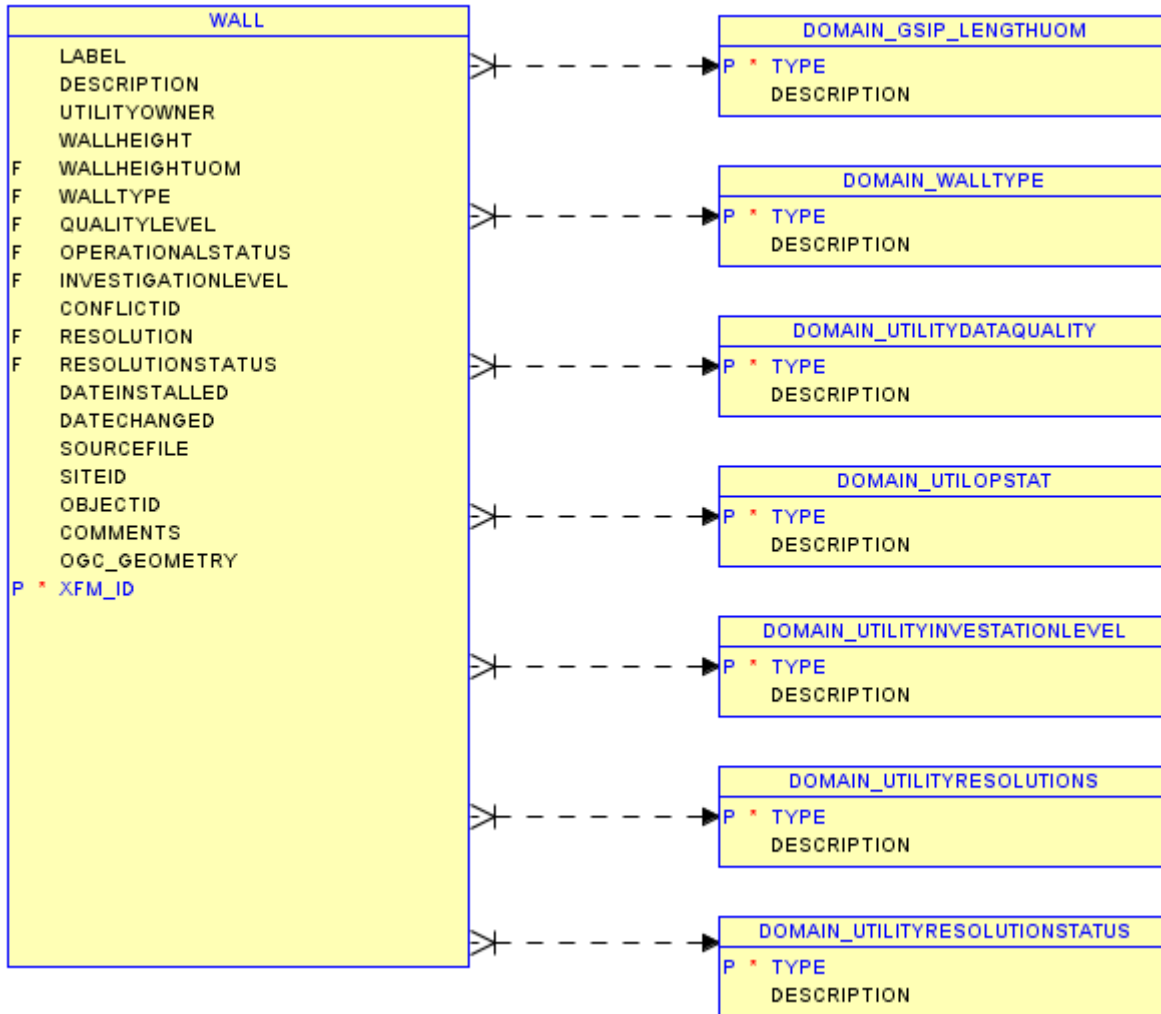 WALL
LABEL
DESCRIPTION
UTILITYOWNER
WALLHEIGHT
F WALLHEIGHTUOM
F WALLTYPE
F QUALITYLEVEL
F OPERATIONALSTATUS
F INVESTIGATIONLEVEL
CONFLICTID
F RESOLUTION
F RESOLUTIONSTATUS
DATEINSTALLED
DATECHANGED
SOURCEFILE
SITEID
OBJECTID
COMMENTS
OGC_GEOMETRY
P * XFM_ID
DOMAIN_GSIP_LENGTHUOM
P * TYPE
DESCRIPTION
DOMAIN_WALLTYPE
P * TYPE
DESCRIPTION
DOMAIN_UTILITYDATAQUALITY
P * TYPE
DESCRIPTION
DOMAIN_UTILOPSTAT
P * TYPE
DESCRIPTION
DOMAIN_UTILITYINVESTATIONLEVEL
P * TYPE
DESCRIPTION
DOMAIN_UTILITYRESOLUTIONS
P * TYPE
DESCRIPTION
DOMAIN_UTILITYRESOLUTIONSTATUS
P * TYPE
DESCRIPTION